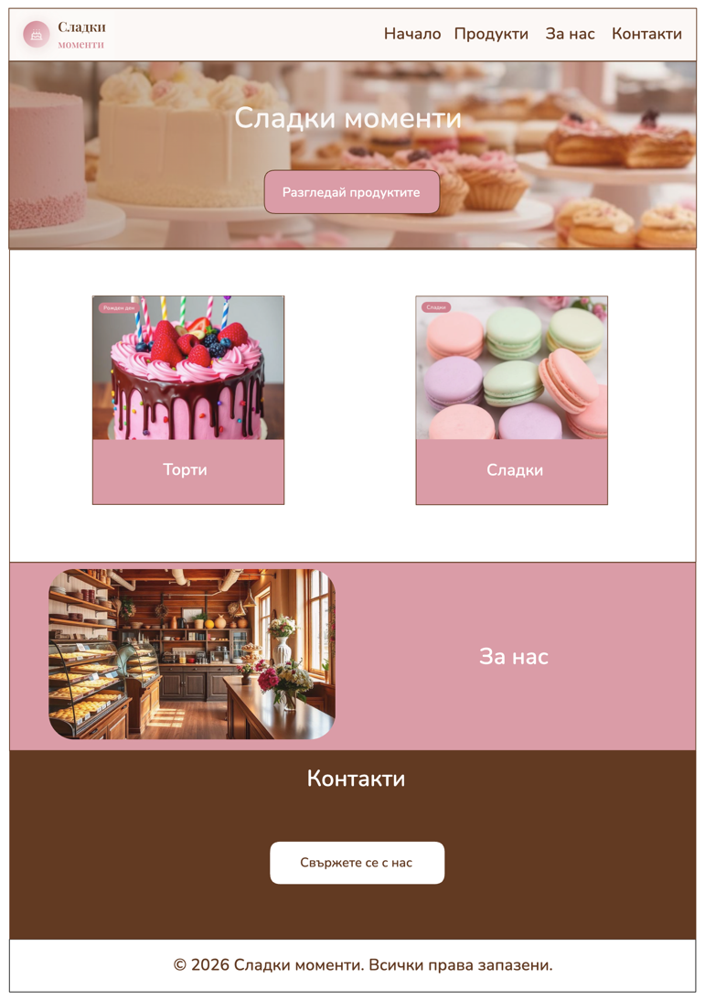 Сладки
моменти
Начало Продукти За нас Контакти
Сладки моменти
Разгледай продуктите
Рожден ден
Сладки
Торти
Сладки
За нас
Контакти
Свържете се с нас
© 2026 Сладки моменти. Всички права запазени.